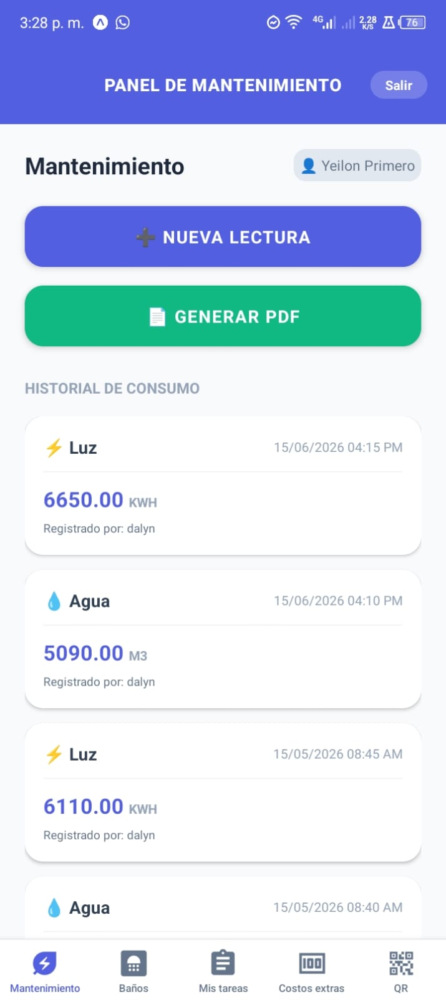 3:28 p. m. 4G 2.28 K/S 76
PANEL DE MANTENIMIENTO Salir
Mantenimiento Yeilon Primero
NUEVA LECTURA
GENERAR PDF
HISTORIAL DE CONSUMO
Luz 15/06/2026 04:15 PM
6650.00 KWH
Registrado por: dalyn
Agua 15/06/2026 04:10 PM
5090.00 M3
Registrado por: dalyn
Luz 15/05/2026 08:45 AM
6110.00 KWH
Registrado por: dalyn
Agua 15/05/2026 08:40 AM
Mantenimiento Baños Mis tareas Costos extras QR